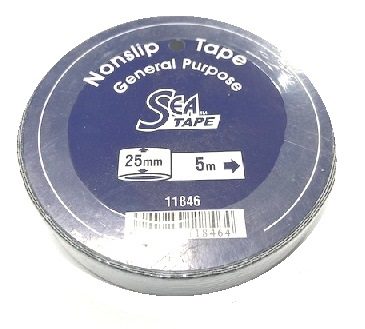 Nonslip Tape
General Purpose
SEA
TAPE
25mm 5m
11846
18464